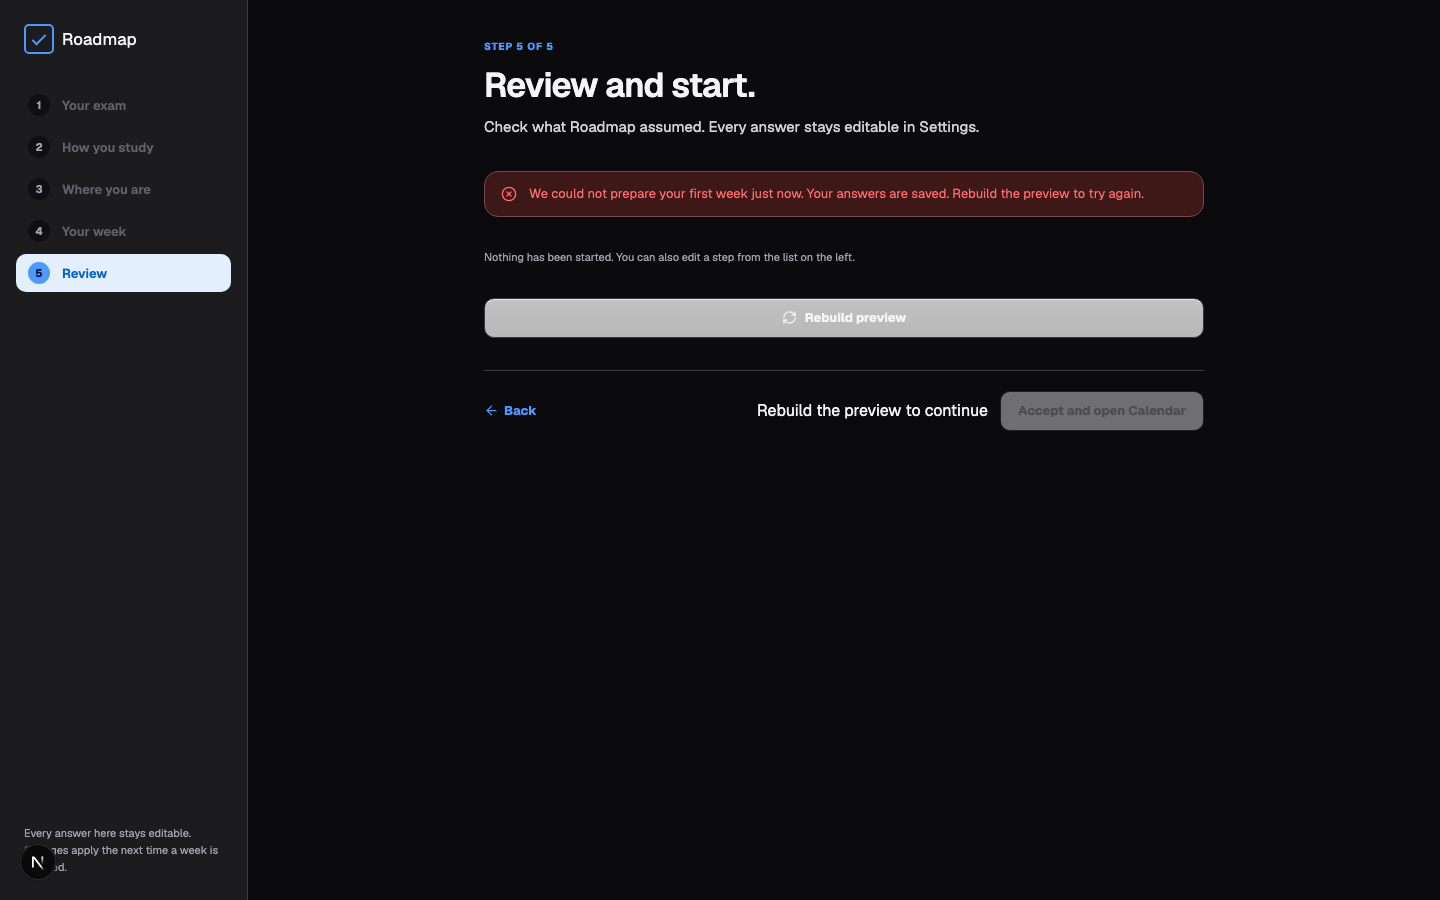 Roadmap
1 Your exam
2 How you study
3 Where you are
4 Your week
5 Review
STEP 5 OF 5
Review and start.
Check what Roadmap assumed. Every answer stays editable in Settings.
We could not prepare your first week just now. Your answers are saved. Rebuild the preview to try again.
Nothing has been started. You can also edit a step from the list on the left.
Rebuild preview
Back
Rebuild the preview to continue
Accept and open Calendar
Every answer here stays editable.
apply the next time a week is
N